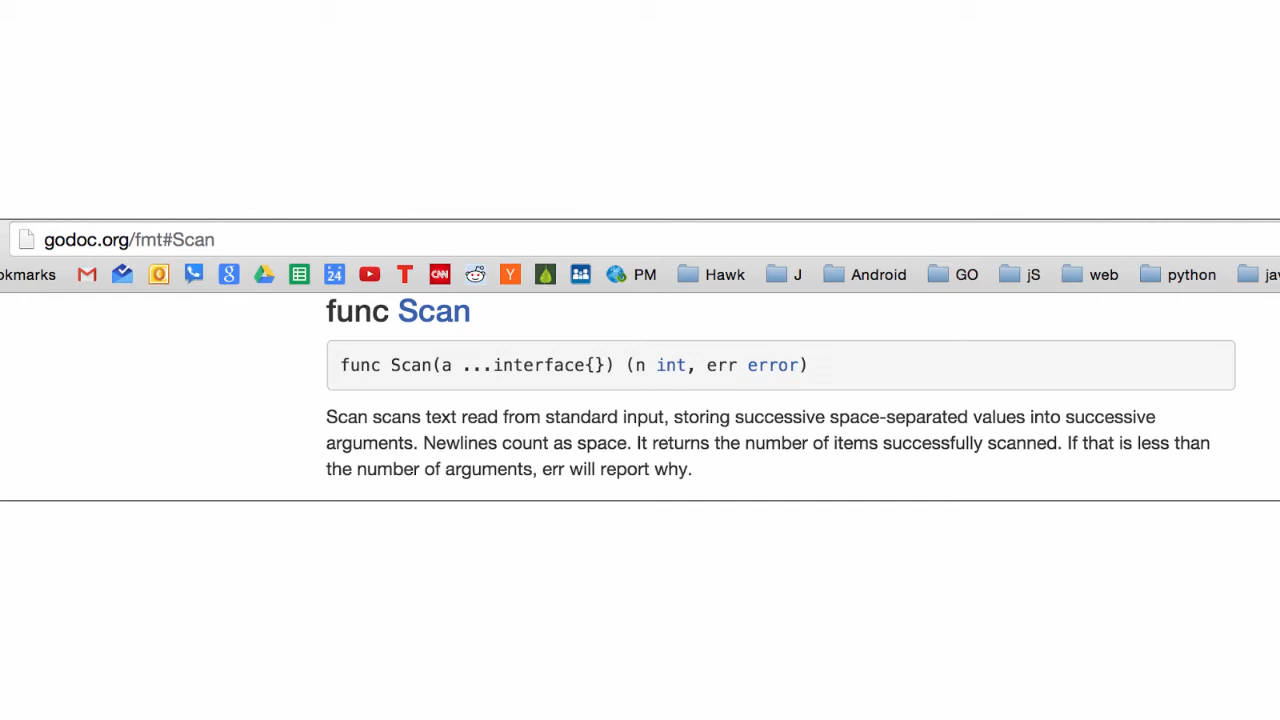 godoc.org/fmt#Scan
okmarks 24 T CNN Y PM Hawk J Android GO jS web python jav
func Scan
func Scan(a ...interface{}) (n int, err error)
Scan scans text read from standard input, storing successive space-separated values into successive
arguments. Newlines count as space. It returns the number of items successfully scanned. If that is less than
the number of arguments, err will report why.